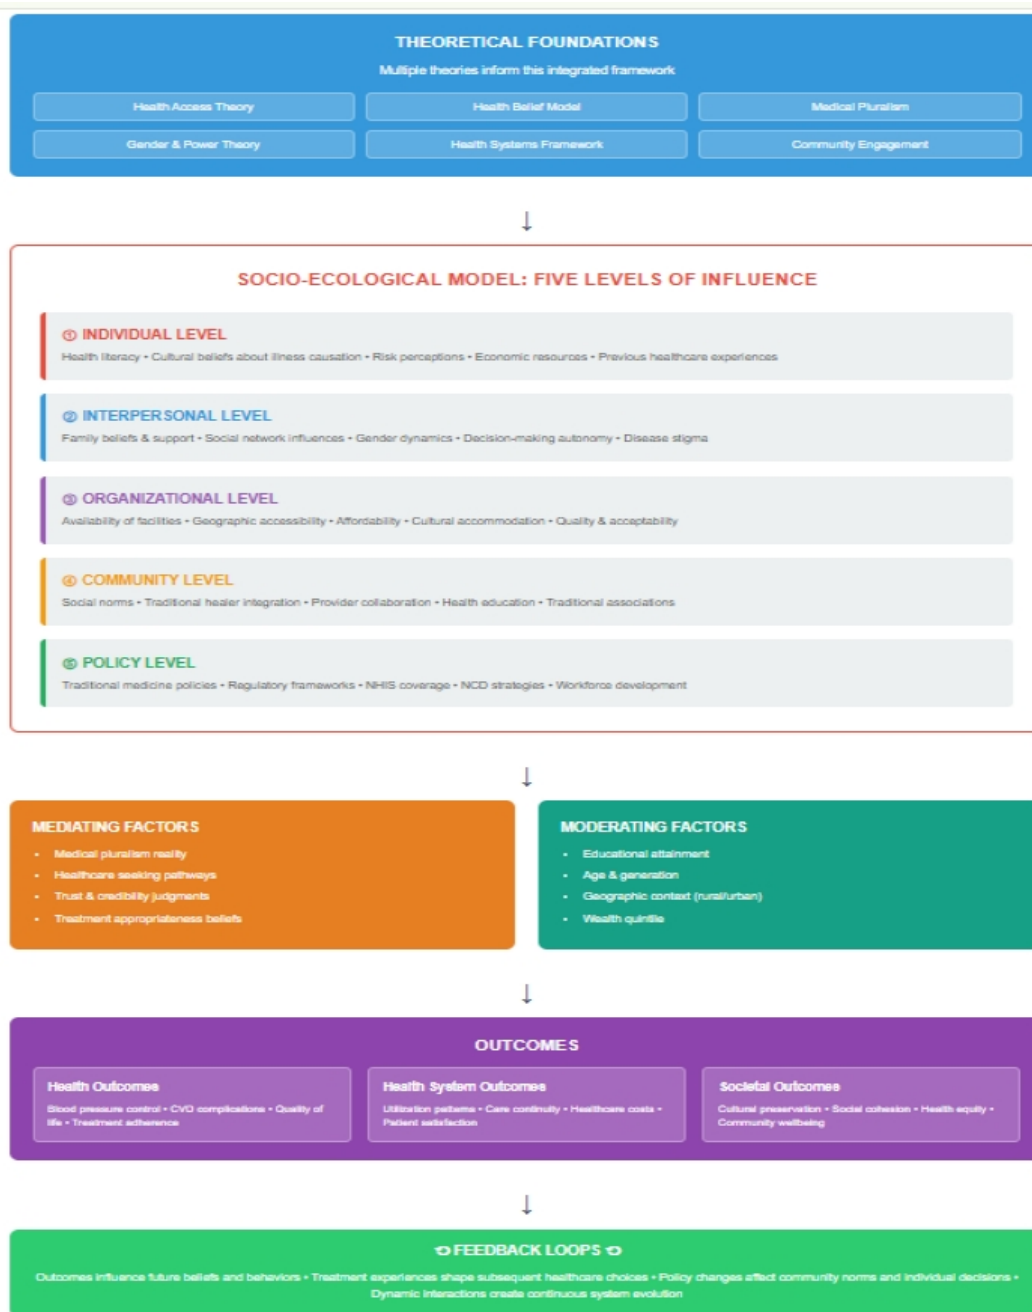 THEORETICAL FOUNDATIONS
Multiple theories inform this integrated framework
Health Access Theory
Health Belief Model
Medical Pluralism
Gender & Power Theory
Health Systems Framework
Community Engagement
↓
SOCIO-ECOLOGICAL MODEL: FIVE LEVELS OF INFLUENCE
① INDIVIDUAL LEVEL
Health literacy • Cultural beliefs about illness causation • Risk perceptions • Economic resources • Previous healthcare experiences
② INTERPERSONAL LEVEL
Family beliefs & support • Social network influences • Gender dynamics • Decision-making autonomy • Disease stigma
③ ORGANIZATIONAL LEVEL
Availability of facilities • Geographic accessibility • Affordability • Cultural accommodation • Quality & acceptability
④ COMMUNITY LEVEL
Social norms • Traditional healer integration • Provider collaboration • Health education • Traditional associations
⑤ POLICY LEVEL
Traditional medicine policies • Regulatory frameworks • NHIS coverage • NCD strategies • Workforce development
↓
MEDIATING FACTORS
• Medical pluralism reality
• Healthcare seeking pathways
• Trust & credibility judgments
• Treatment appropriateness beliefs
MODERATING FACTORS
• Educational attainment
• Age & generation
• Geographic context (rural/urban)
• Wealth quintile
↓
OUTCOMES
Health Outcomes
Blood pressure control • CVD complications • Quality of
life • Treatment adherence
Health System Outcomes
Utilization patterns • Care continuity • Healthcare costs •
Patient satisfaction
Societal Outcomes
Cultural preservation • Social cohesion • Health equity •
Community wellbeing
↓
⟲ FEEDBACK LOOPS ⟲
Outcomes influence future beliefs and behaviors • Treatment experiences shape subsequent healthcare choices • Policy changes affect community norms and individual decisions •
Dynamic interactions create continuous system evolution